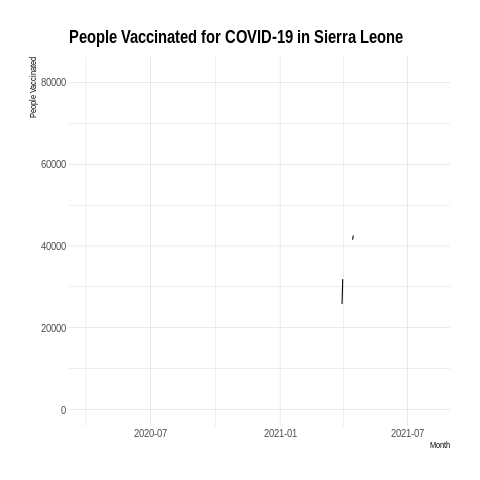 People Vaccinated for COVID-19 in Sierra Leone
People Vaccinated
80000
60000
40000
20000
0
2020-07 2021-01 2021-07
Month